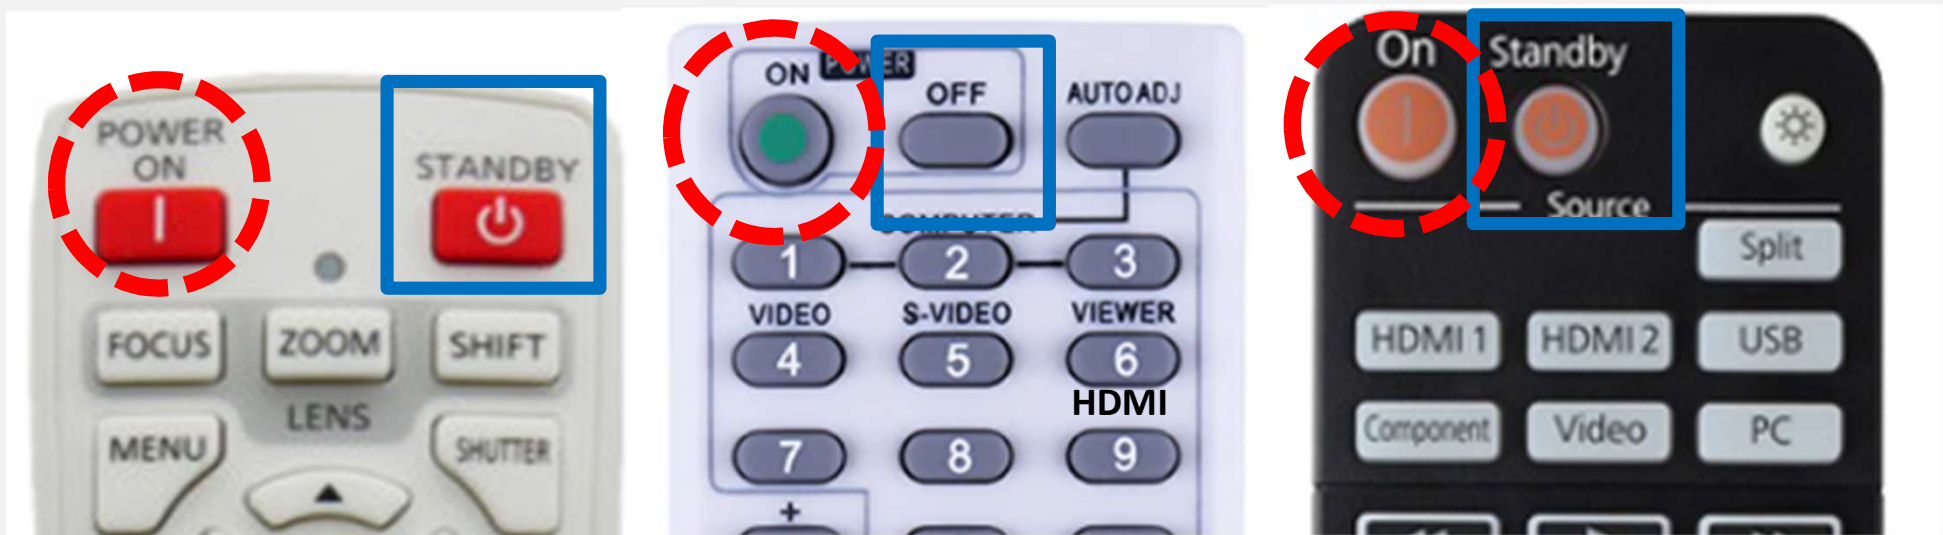 POWER
ON
STANDBY
FOCUS
ZOOM
SHIFT
LENS
MENU
SHUTTER
POWER
ON
OFF
AUTO ADJ
COMPUTER
1
2
3
VIDEO
S-VIDEO
VIEWER
4
5
6
HDMI
7
8
9
+
On
Standby
Source
Split
HDMI 1
HDMI 2
USB
Component
Video
PC